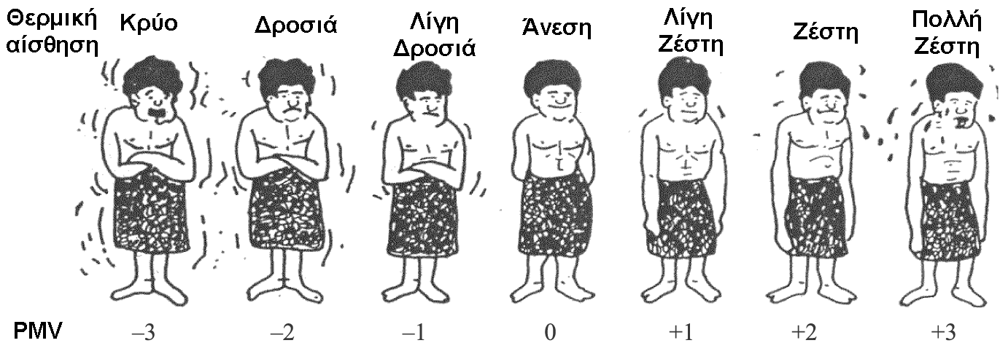 Θερμική αίσθηση
Κρύο
Δροσιά
Λίγη Δροσιά
Άνεση
Λίγη Ζέστη
Ζέστη
Πολλή Ζέστη
PMV –3 –2 –1 0 +1 +2 +3